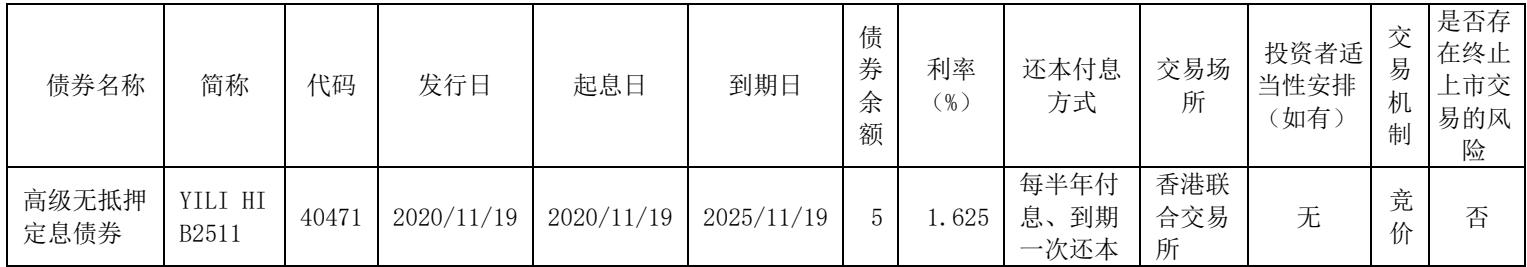 债券名称
简称
代码
发行日
起息日
到期日
债
券
余
额
利率
（%）
还本付息
方式
交易场
所
投资者适
当性安排
（如有）
交
易
机
制
是否存
在终止
上市交
易的风
险
高级无抵押
定息债券
YILI HI
B2511
40471
2020/11/19
2020/11/19
2025/11/19
5
1.625
每半年付
息、到期
一次还本
香港联
合交易
所
无
竞
价
否